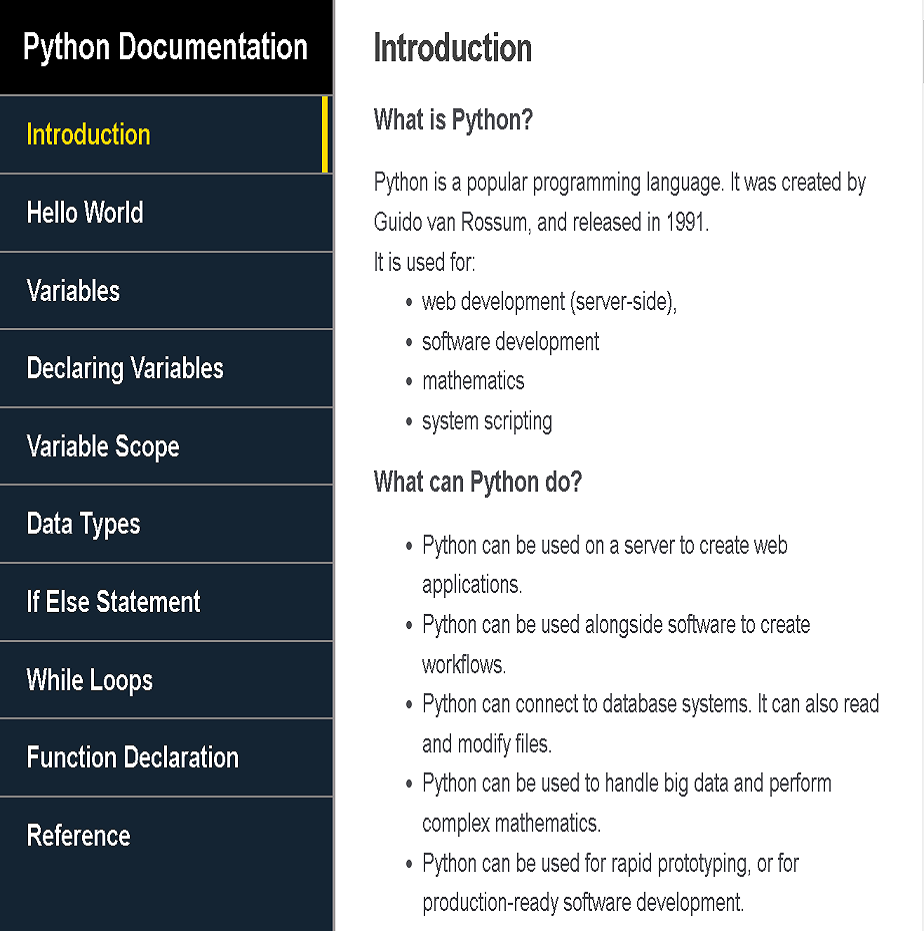 Python Documentation
Introduction
Hello World
Variables
Declaring Variables
Variable Scope
Data Types
If Else Statement
While Loops
Function Declaration
Reference
Introduction
What is Python?
Python is a popular programming language. It was created by
Guido van Rossum, and released in 1991.
It is used for:
• web development (server-side),
• software development
• mathematics
• system scripting
What can Python do?
• Python can be used on a server to create web
applications.
• Python can be used alongside software to create
workflows.
• Python can connect to database systems. It can also read
and modify files.
• Python can be used to handle big data and perform
complex mathematics.
• Python can be used for rapid prototyping, or for
production-ready software development.